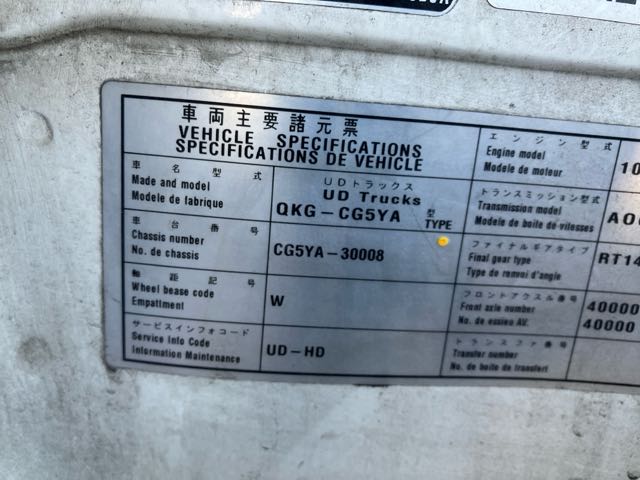 車両主要諸元票
VEHICLE SPECIFICATIONS
SPECIFICATIONS DE VEHICLE
車名型式
Made and model
Modele de fabrique
UDトラックス
UD Trucks
QKG-CG5YA
型
TYPE
車台番号
Chassis number
No. de chassis
CG5YA-30008
軸距記号
Wheel bease code
Empattment
W
サービスインフォコード
Service Info Code
Information Maintenance
UD-HD
エンジン型式
Engine model
Modele de moteur
10
トランスミッション型式
Transmission model
Modele de boite de vitesses
ファイナルギアタイプ
Final gear type
Type de renvoi d'angle
RT14
フロントアクスル番号
Front axle number
No. de essieu AV.
40000
40000
トランスファ番号
Transfer number
No. de boite de transfert